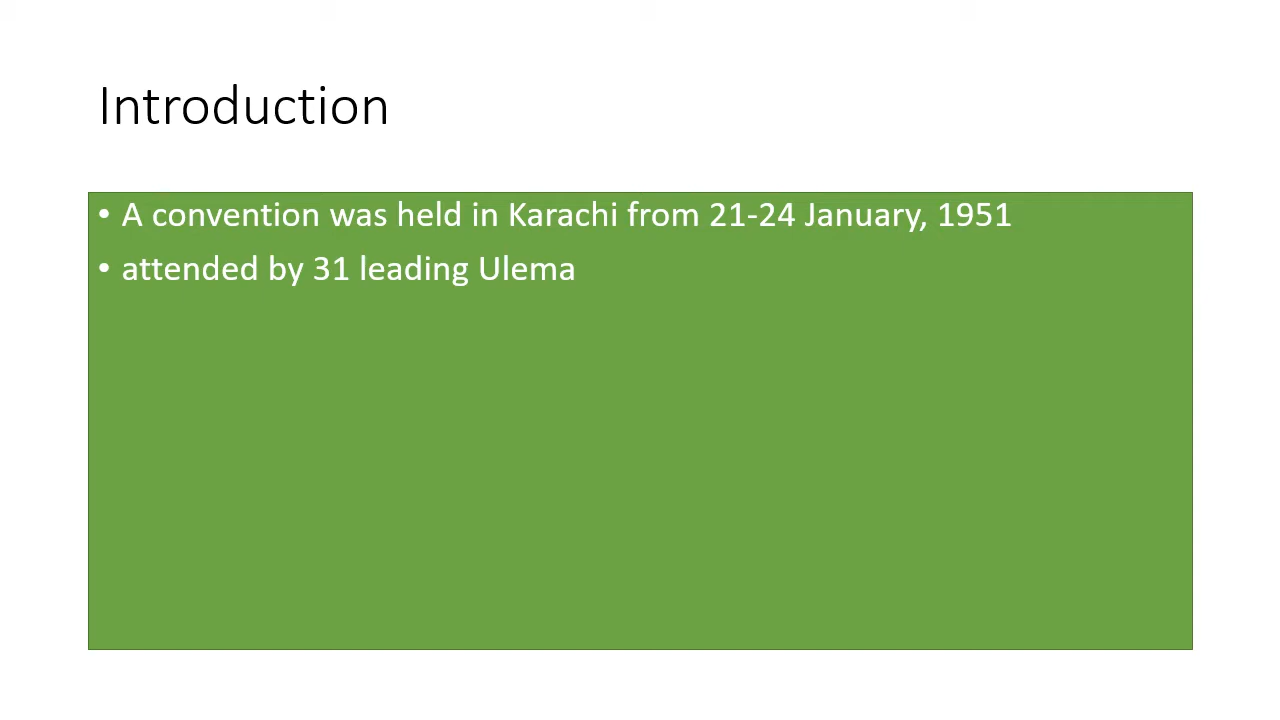 Introduction
• A convention was held in Karachi from 21-24 January, 1951
• attended by 31 leading Ulema